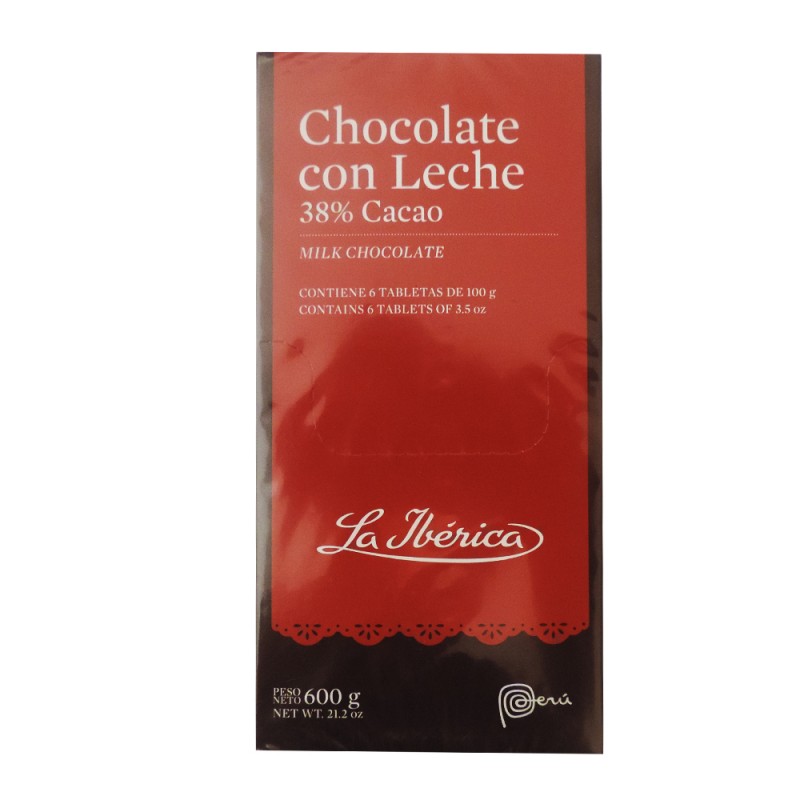 Chocolate
con Leche
38% Cacao
MILK CHOCOLATE
CONTIENE 6 TABLETAS DE 100 g
CONTAINS 6 TABLETS OF 3.5 oz
La Ibérica
PESO
NETO 600 g
NET WT. 21.2 oz
Perú